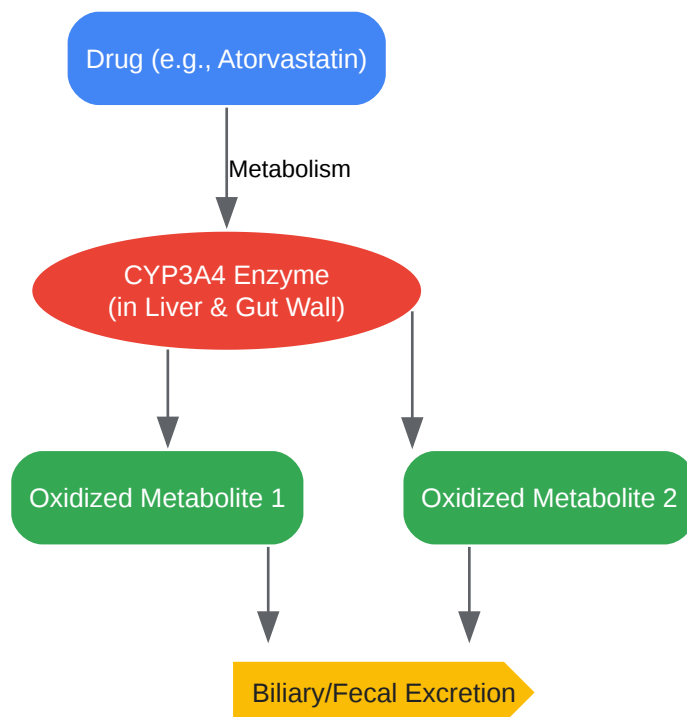 Drug (e.g., Atorvastatin)
Metabolism
CYP3A4 Enzyme
(in Liver & Gut Wall)
Oxidized Metabolite 1
Oxidized Metabolite 2
Biliary/Fecal Excretion